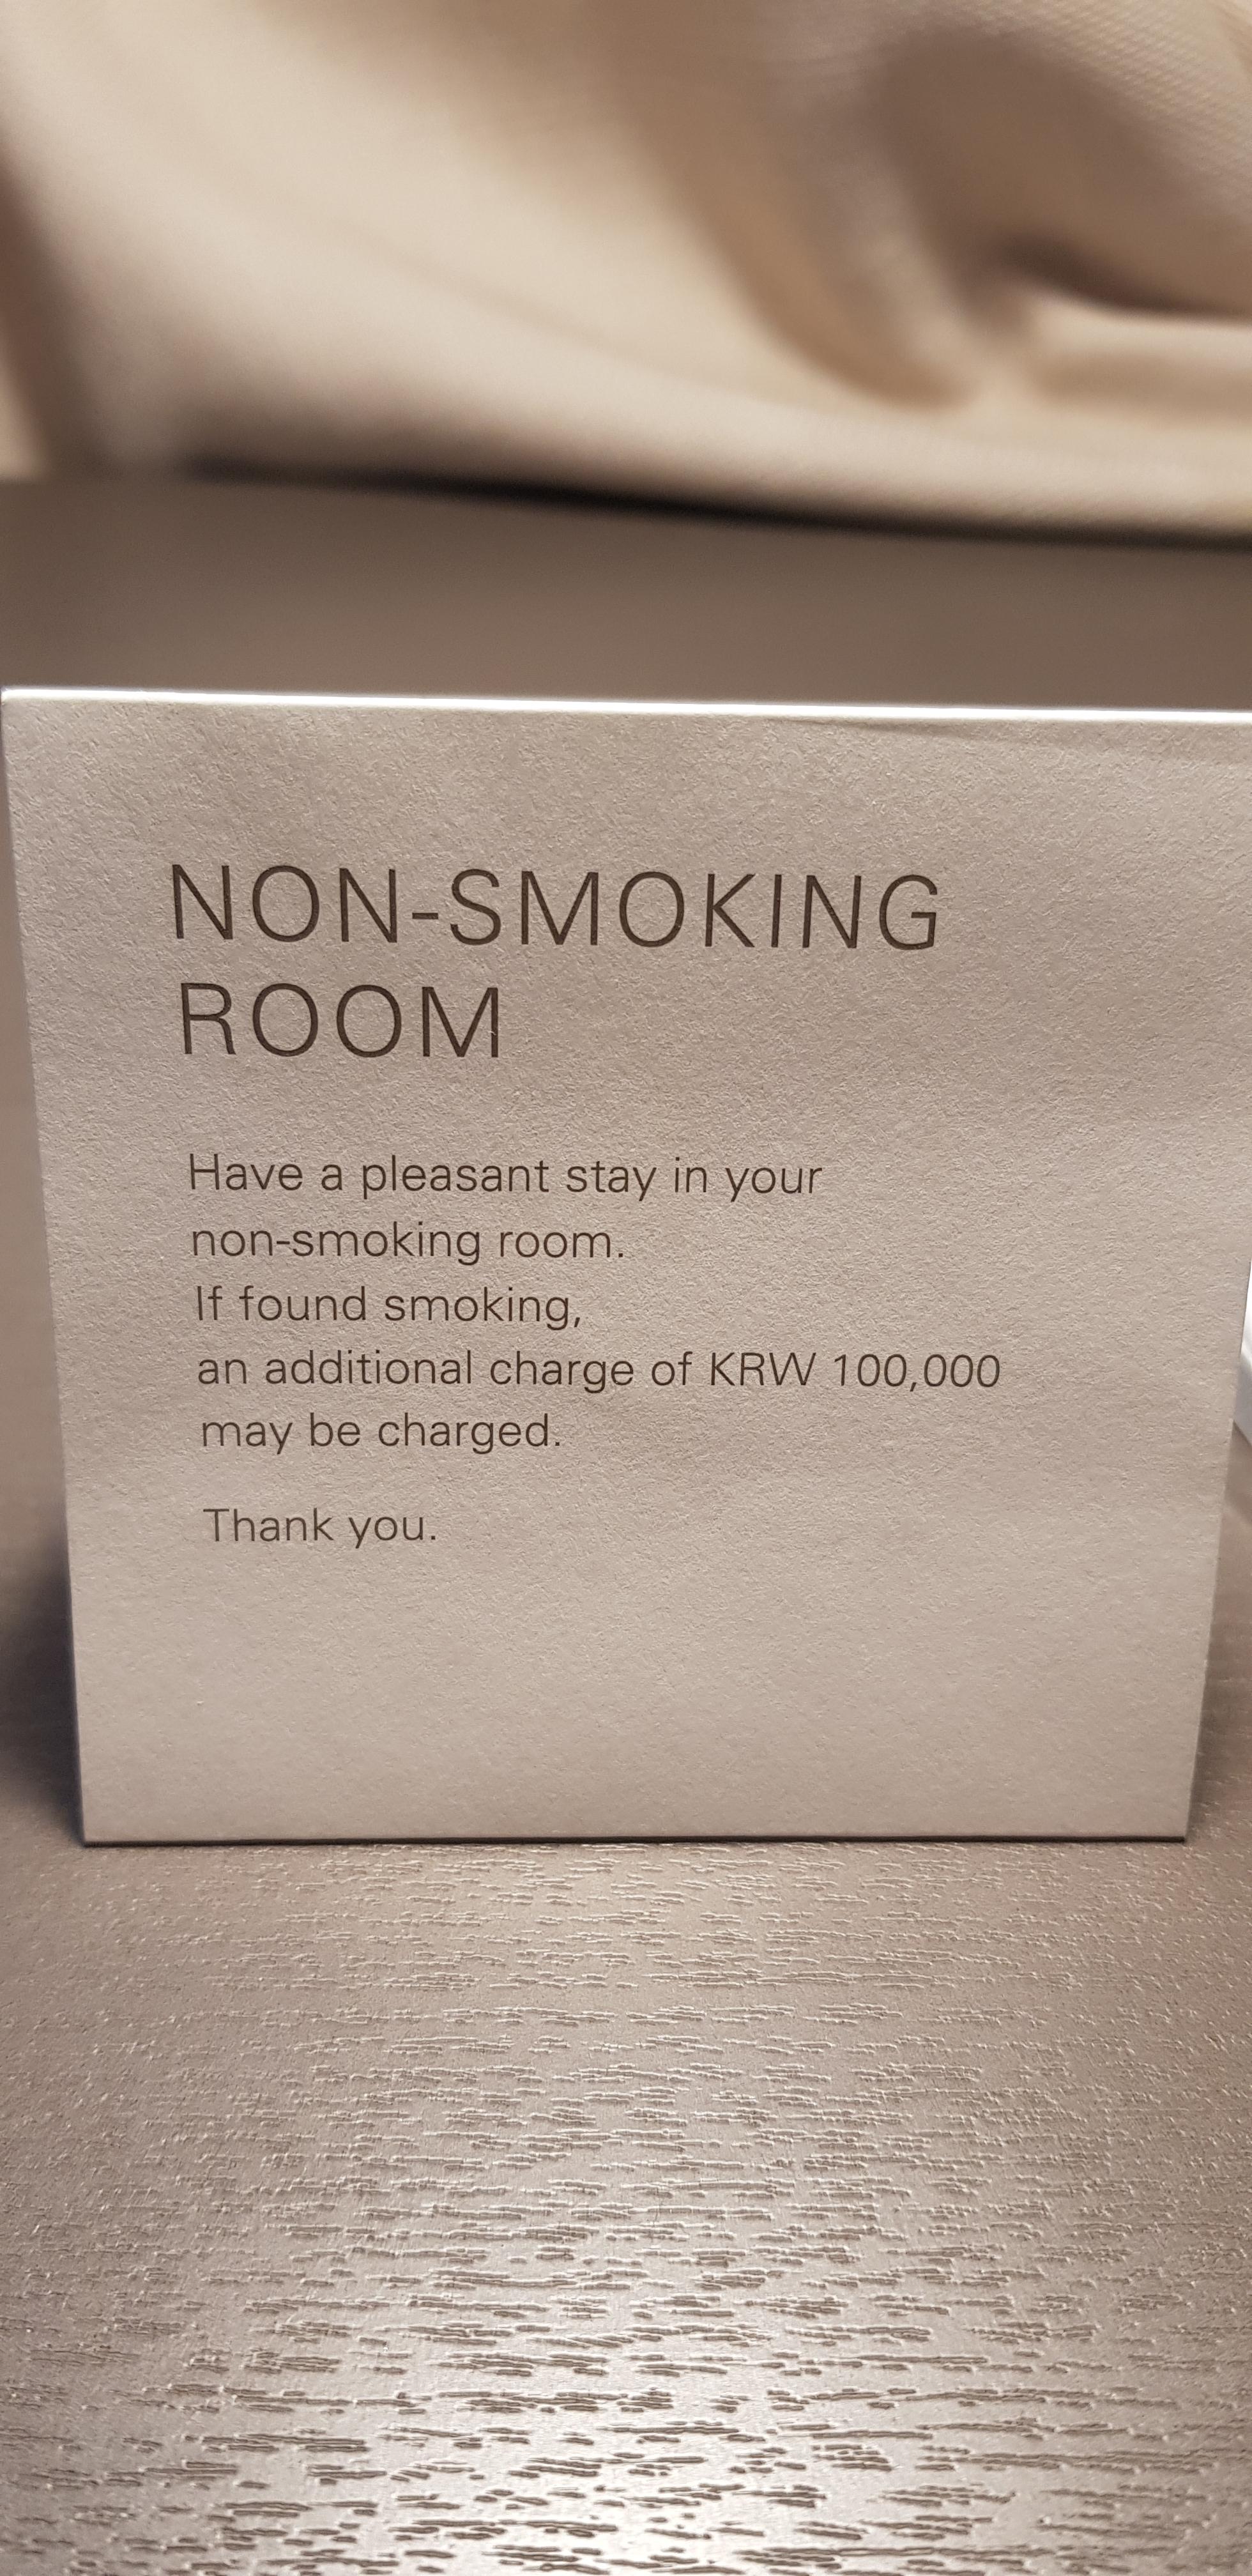 NON-SMOKING
ROOM
Have a pleasant stay in your
non-smoking room.
If found smoking,
an additional charge of KRW 100,000
may be charged.
Thank you.